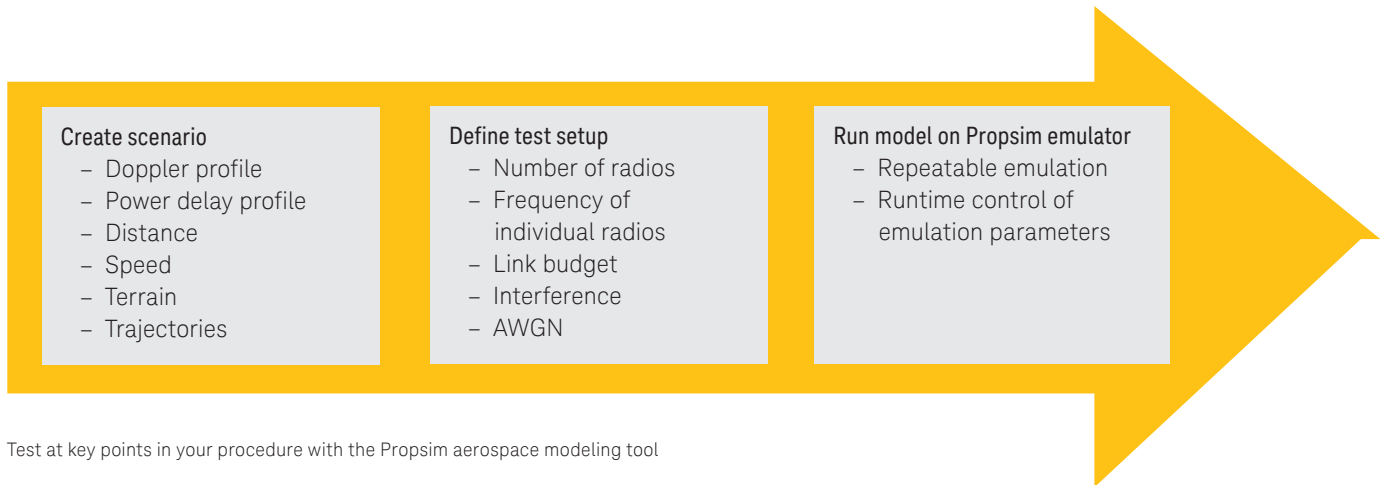 Create scenario
– Doppler profile
– Power delay profile
– Distance
– Speed
– Terrain
– Trajectories
Define test setup
– Number of radios
– Frequency of
individual radios
– Link budget
– Interference
– AWGN
Run model on Propsim emulator
– Repeatable emulation
– Runtime control of
emulation parameters
Test at key points in your procedure with the Propsim aerospace modeling tool